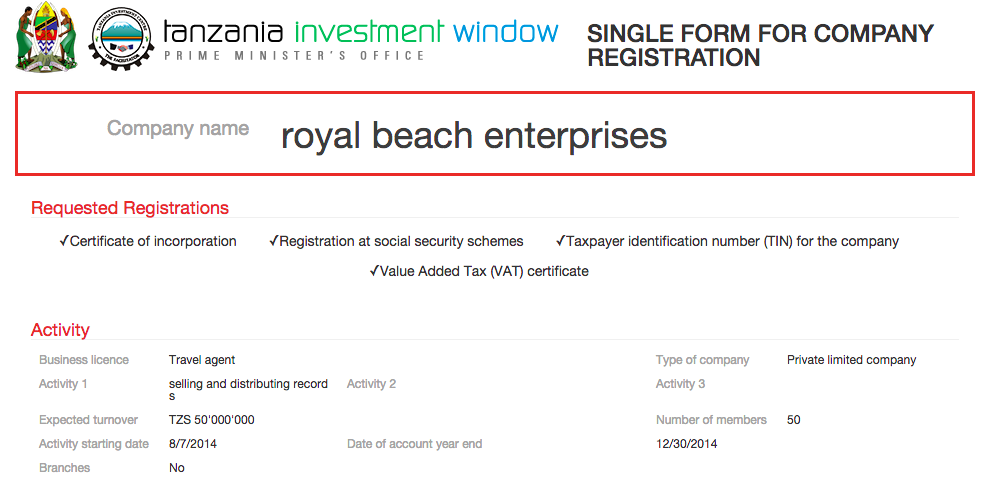 tanzania investment window
PRIME MINISTER'S OFFICE
SINGLE FORM FOR COMPANY
REGISTRATION
Company name royal beach enterprises
Requested Registrations
✓Certificate of incorporation ✓Registration at social security schemes ✓Taxpayer identification number (TIN) for the company
✓Value Added Tax (VAT) certificate
Activity
Business licence Travel agent Type of company Private limited company
Activity 1 selling and distributing record Activity 2 Activity 3
s
Expected turnover TZS 50'000'000 Number of members 50
Activity starting date 8/7/2014 Date of account year end 12/30/2014
Branches No